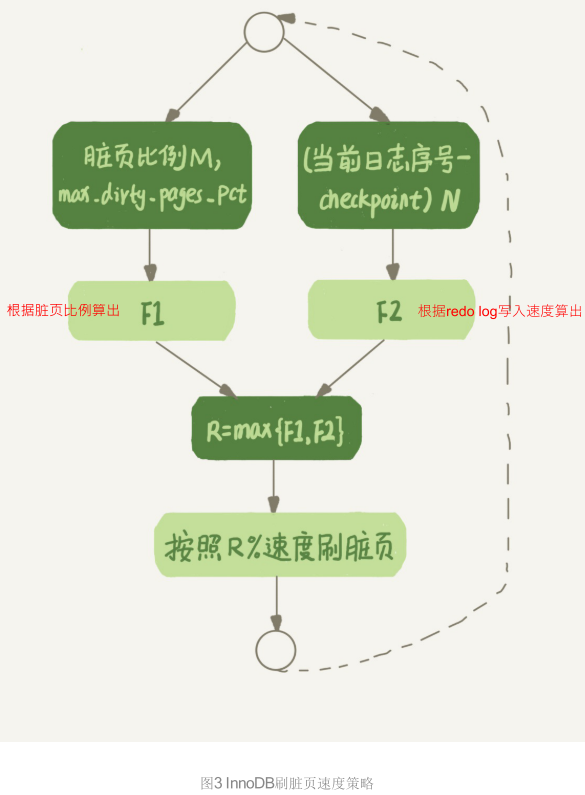 脏页比例M,
max_dirty_pages_pct
(当前日志序号-
checkpoint) N
根据脏页比例算出
F1
F2
根据redo log写入速度算出
R=max{F1,F2}
按照R%速度刷脏页
图3 InnoDB刷脏页速度策略